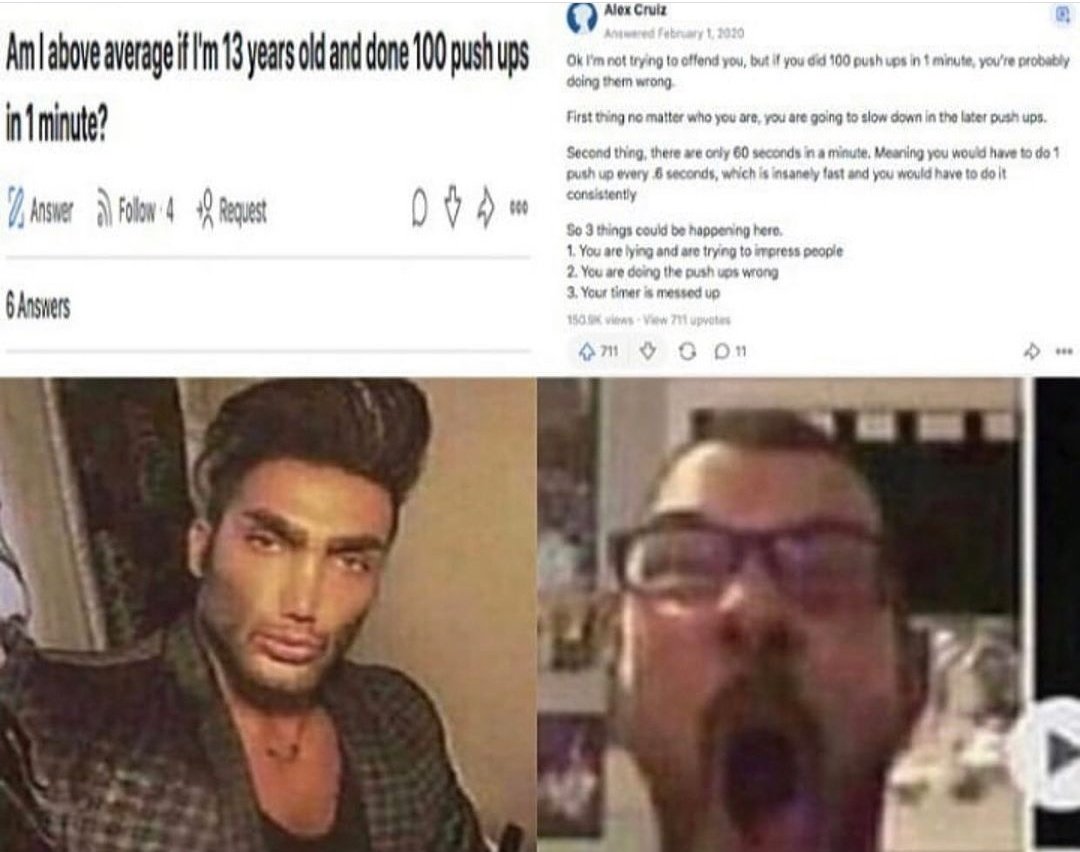 Am I above average if I'm 13 years old and done 100 push ups
in 1 minute?
Answer Follow · 4 Request
6 Answers
Alex Cruiz
Answered February 1, 2020
Ok I'm not trying to offend you, but if you did 100 push ups in 1 minute, you're probably
doing them wrong.
First thing no matter who you are, you are going to slow down in the later push ups.
Second thing, there are only 60 seconds in a minute. Meaning you would have to do 1
push up every .6 seconds, which is insanely fast and you would have to do it
consistently
So 3 things could be happening here.
1. You are lying and are trying to impress people
2. You are doing the push ups wrong
3. Your timer is messed up
150.9K views · View 711 upvotes
711 11